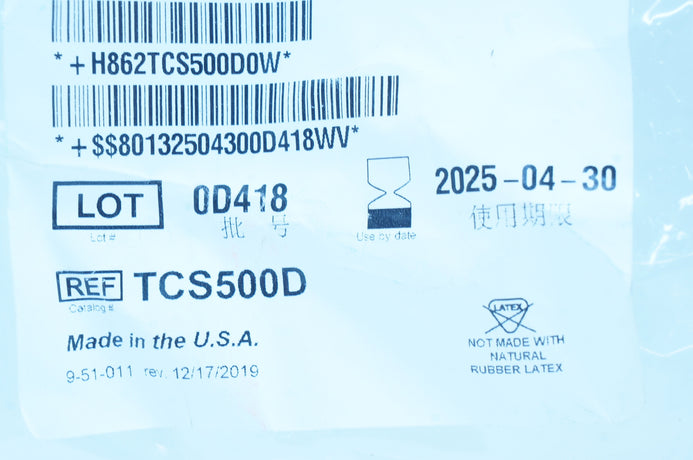 *+H862TCS500D0W*
*+$$80132504300D418WV*
LOT 0D418 2025-04-30
Lot # 批 号 Use by date 使用期限
REF TCS500D
Catalog #
LATEX
Made in the U.S.A.
NOT MADE WITH
NATURAL
RUBBER LATEX
9-51-011 rev. 12/17/2019